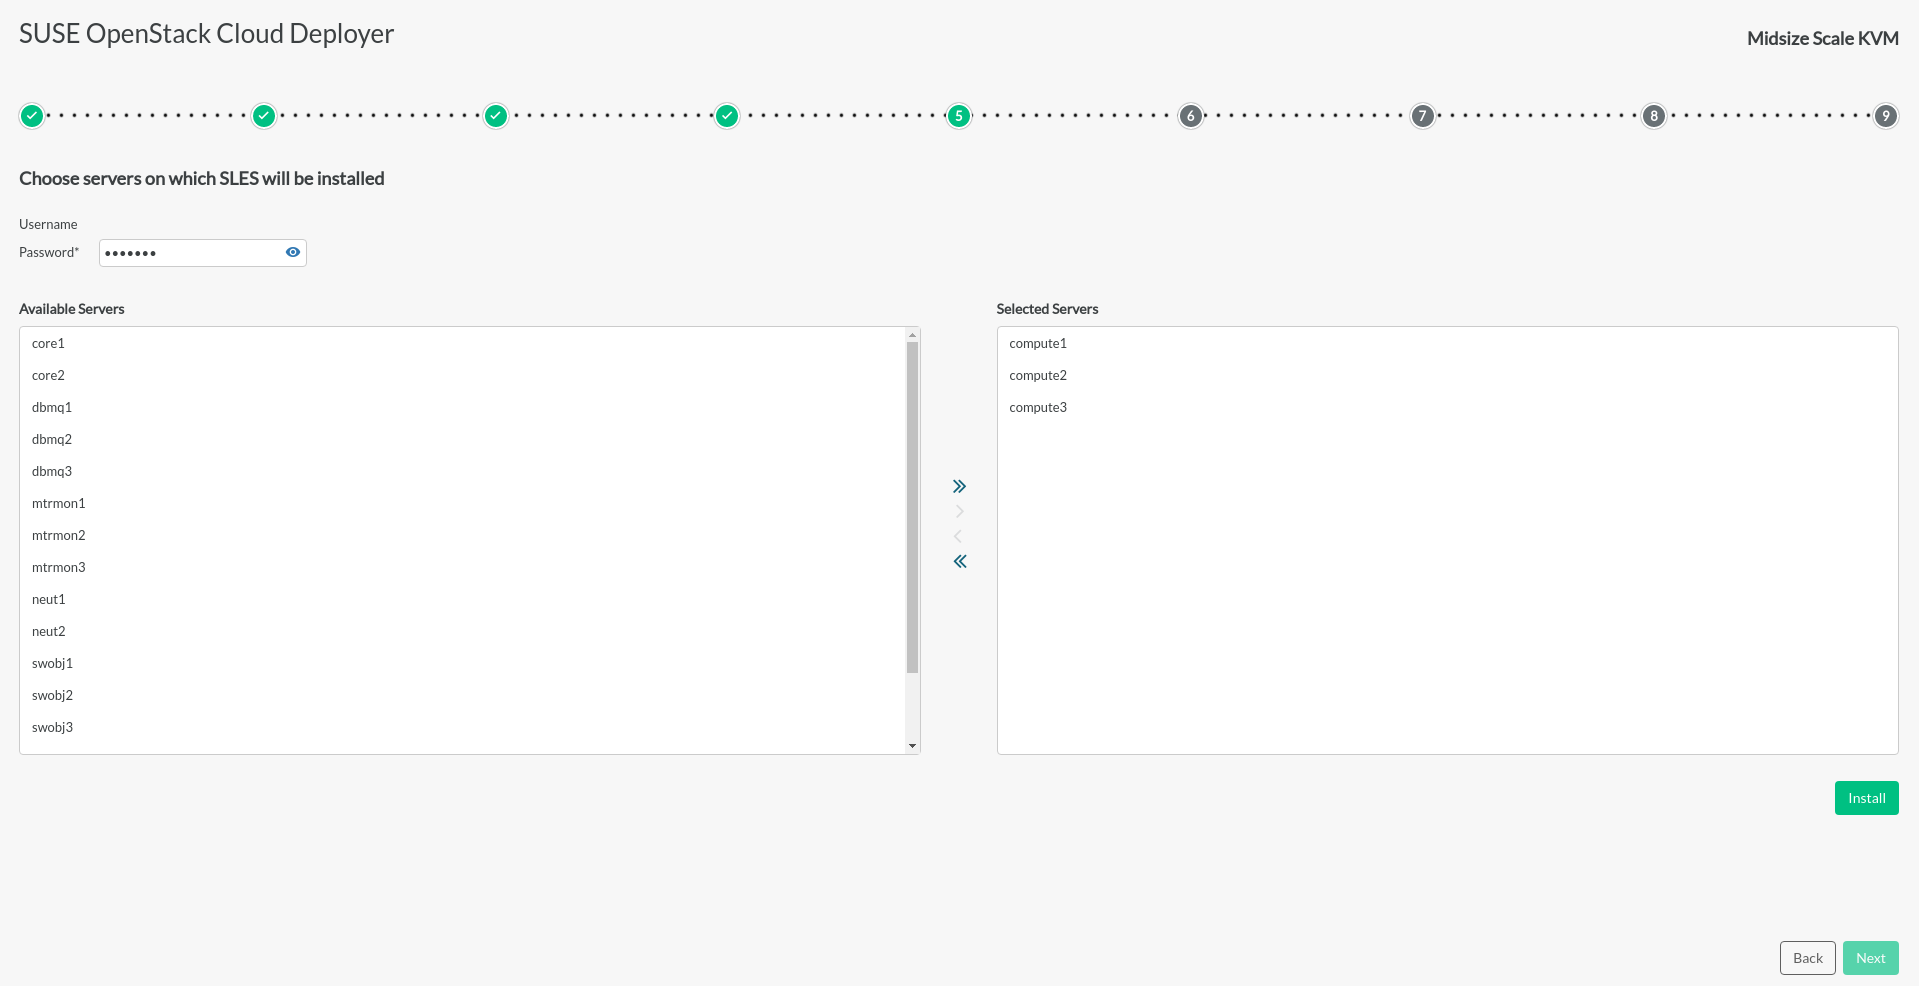 SUSE OpenStack Cloud Deployer
Midsize Scale KVM
5 6 7 8 9
Choose servers on which SLES will be installed
Username
Password* •••••••
Available Servers
core1
core2
dbmq1
dbmq2
dbmq3
mtrmon1
mtrmon2
mtrmon3
neut1
neut2
swobj1
swobj2
swobj3
Selected Servers
compute1
compute2
compute3
Install
Back Next